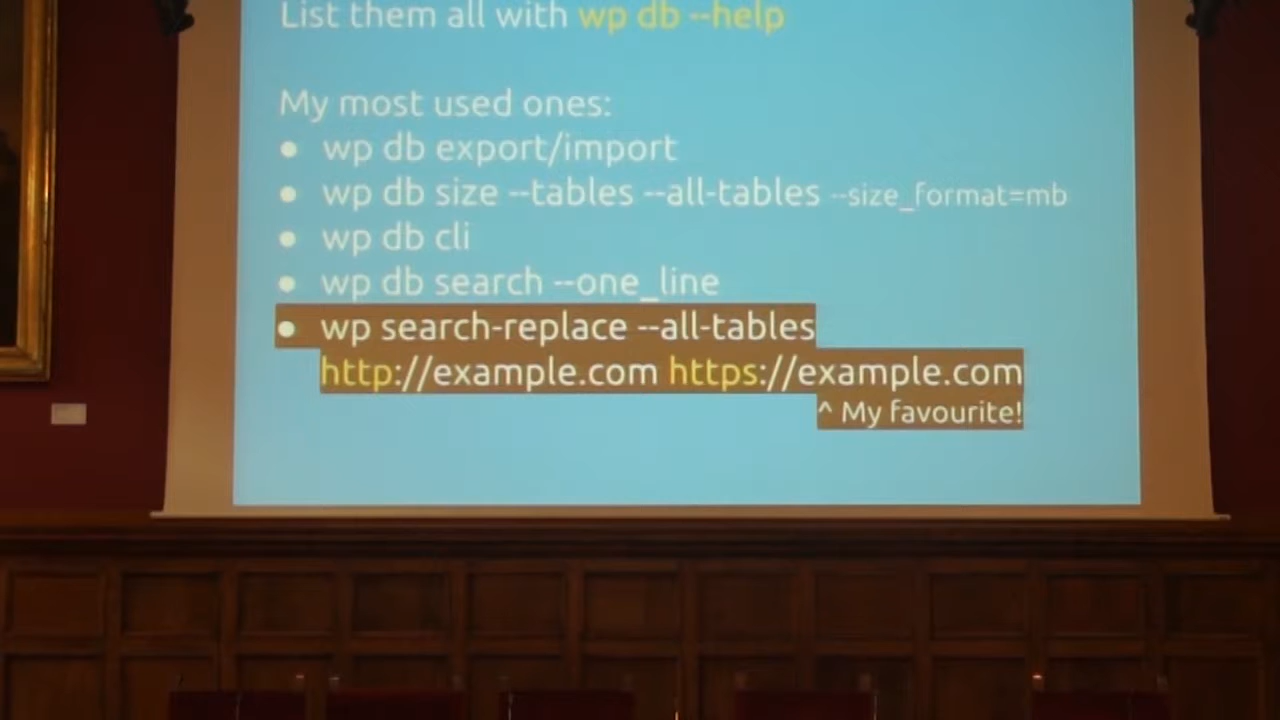 List them all with wp db --help
My most used ones:
● wp db export/import
● wp db size --tables --all-tables --size_format=mb
● wp db cli
● wp db search --one_line
● wp search-replace --all-tables
http://example.com https://example.com
^ My favourite!